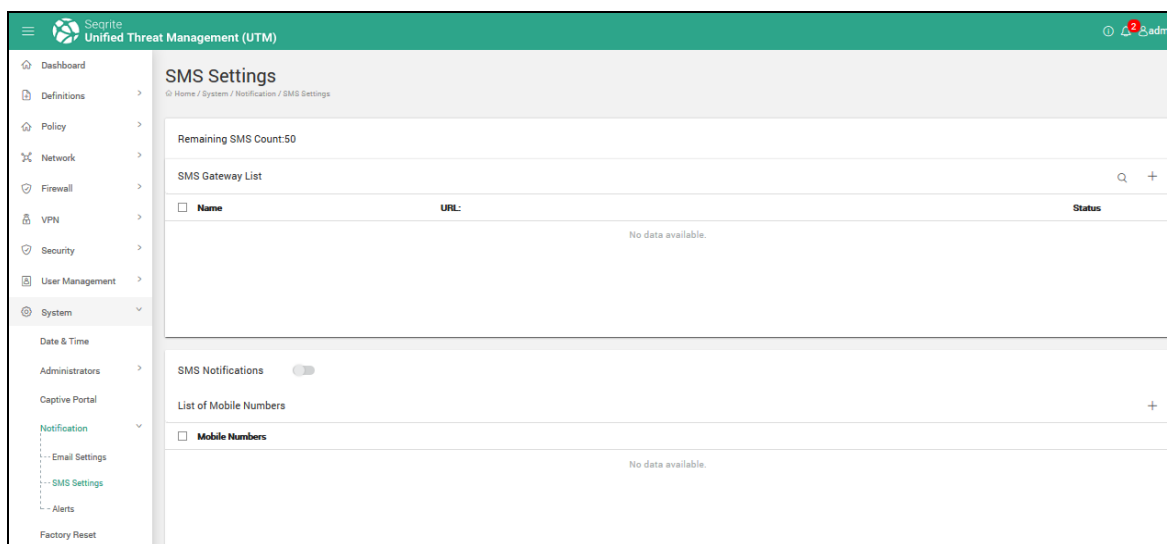 Seqrite
Unified Threat Management (UTM)
2
adm
Dashboard
Definitions
Policy
Network
Firewall
VPN
Security
User Management
System
Date & Time
Administrators
Captive Portal
Notification
Email Settings
SMS Settings
Alerts
Factory Reset
SMS Settings
Home / System / Notification / SMS Settings
Remaining SMS Count:50
SMS Gateway List
Name URL: Status
No data available.
SMS Notifications
List of Mobile Numbers
Mobile Numbers
No data available.